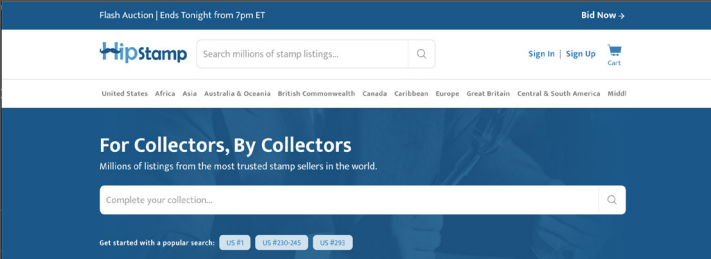 Flash Auction | Ends Tonight from 7pm ET
Bid Now →
HipStamp
Search millions of stamp listings...
Sign In | Sign Up
Cart
United States Africa Asia Australia & Oceania British Commonwealth Canada Caribbean Europe Great Britain Central & South America Middl
For Collectors, By Collectors
Millions of listings from the most trusted stamp sellers in the world.
Complete your collection...
Get started with a popular search: US #1 US #230-245 US #293